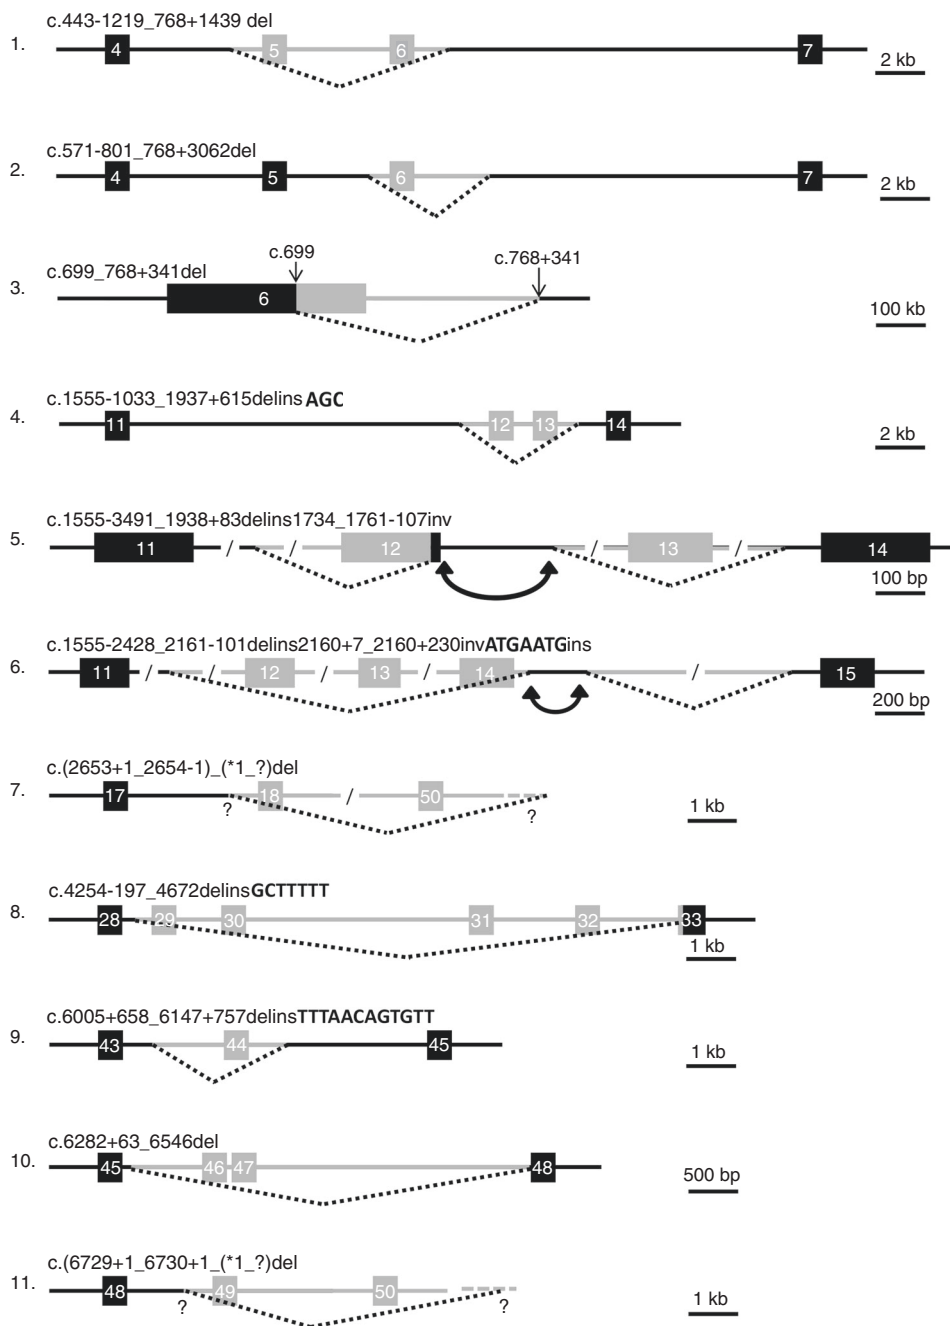 c.443-1219_768+1439 del
1. 4 5 6 7 2 kb
c.571-801_768+3062del
2. 4 5 6 7 2 kb
c.699 c.768+341
c.699_768+341del
3. 6 100 kb
c.1555-1033_1937+615delinsAGC
4. 11 12 13 14 2 kb
c.1555-3491_1938+83delins1734_1761-107inv
5. 11 / / 12 / 13 / 14 100 bp
c.1555-2428_2161-101delins2160+7_2160+230invATGAATGins
6. 11 / / 12 / 13 / 14 / 15 200 bp
c.(2653+1_2654-1)_(*1_?)del
7. 17 ? 18 / 50 ? 1 kb
c.4254-197_4672delinsGCTTTTT
8. 28 29 30 31 32 33 1 kb
c.6005+658_6147+757delinsTTTAACAGTGTT
9. 43 44 45 1 kb
c.6282+63_6546del
10. 45 46 47 48 500 bp
c.(6729+1_6730+1_(*1_?)del
11. 48 ? 49 50 ? 1 kb